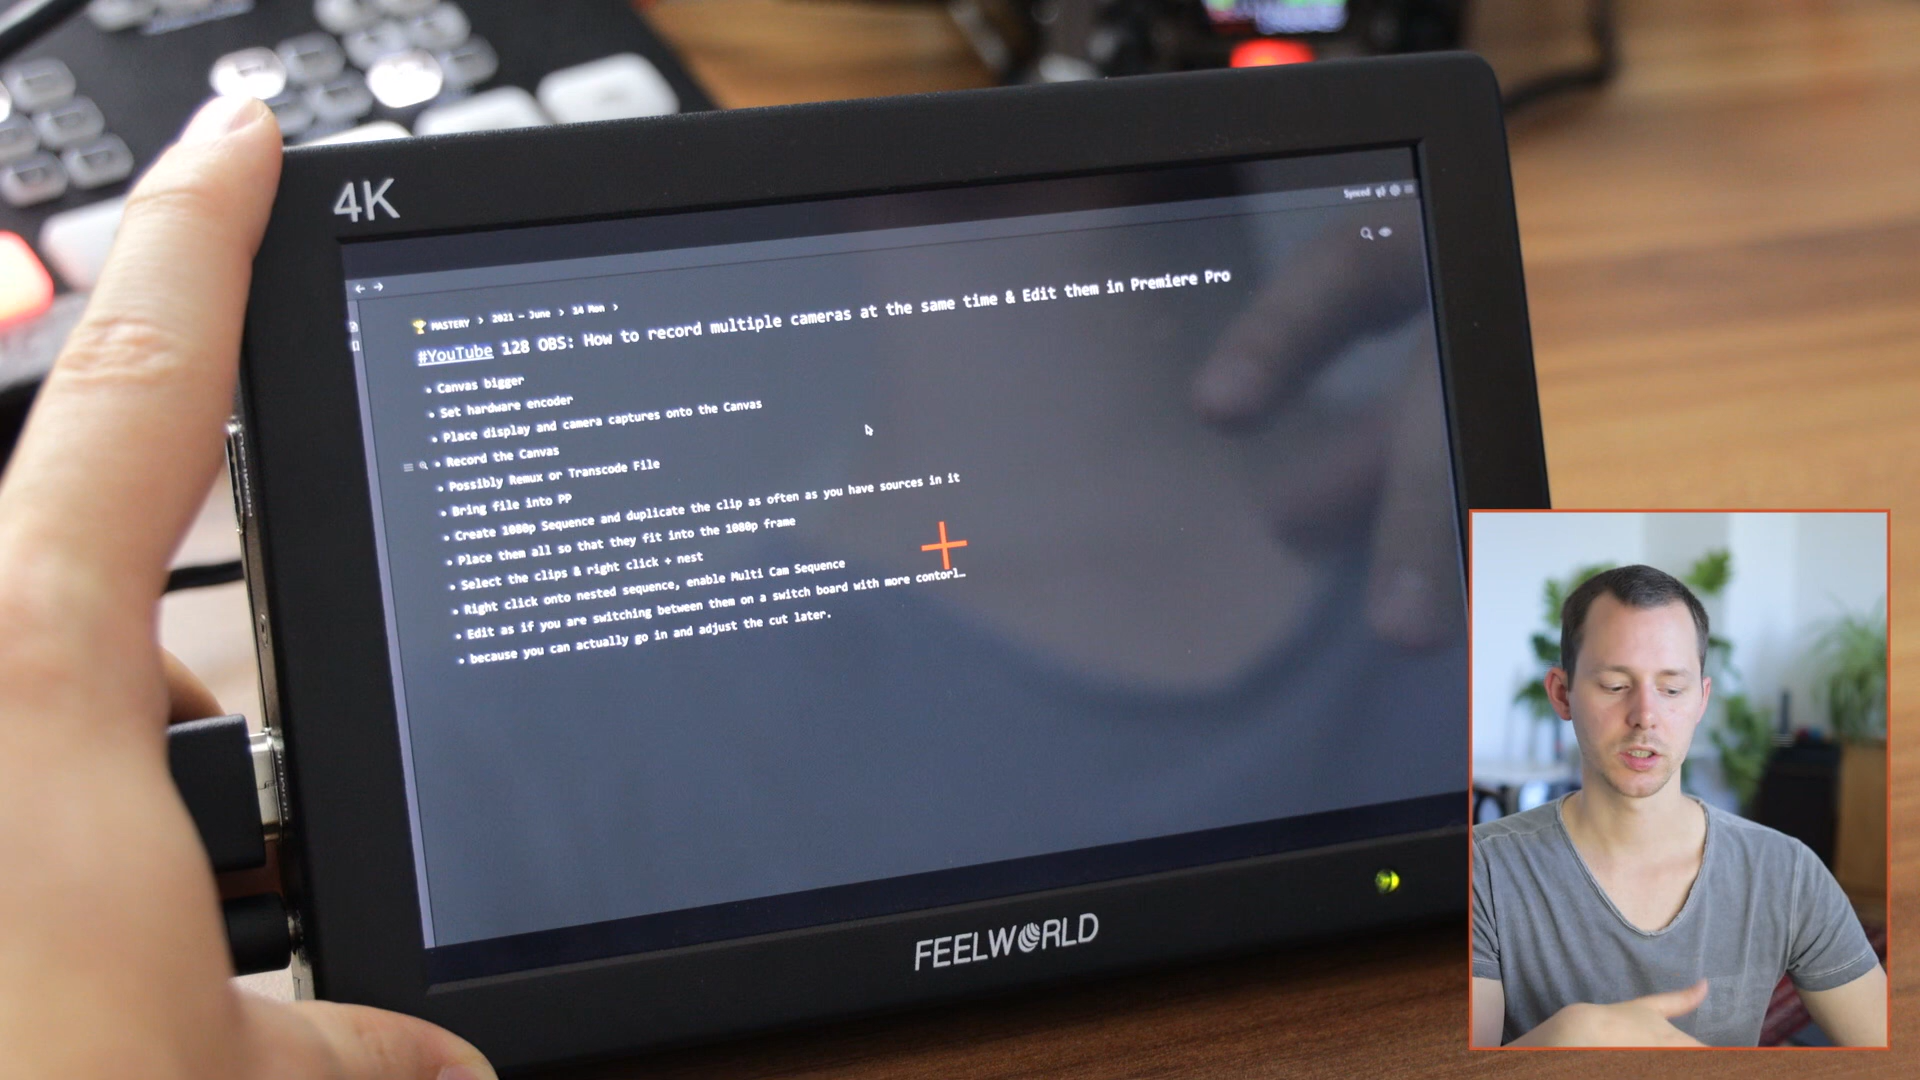 4K
Synced
MASTERY > 2021 – June > 14 Mon >
#YouTube 128 OBS: How to record multiple cameras at the same time & Edit them in Premiere Pro
• Canvas bigger
• Set hardware encoder
• Place display and camera captures onto the Canvas
• Record the Canvas
• Possibly Remux or Transcode File
• Bring file into PP
• Create 1080p Sequence and duplicate the clip as often as you have sources in it
• Place them all so that they fit into the 1080p frame
• Select the clips & right click + nest
• Right click onto nested sequence, enable Multi Cam Sequence
• Edit as if you are switching between them on a switch board with more contorl…
• because you can actually go in and adjust the cut later.
FEELWORLD